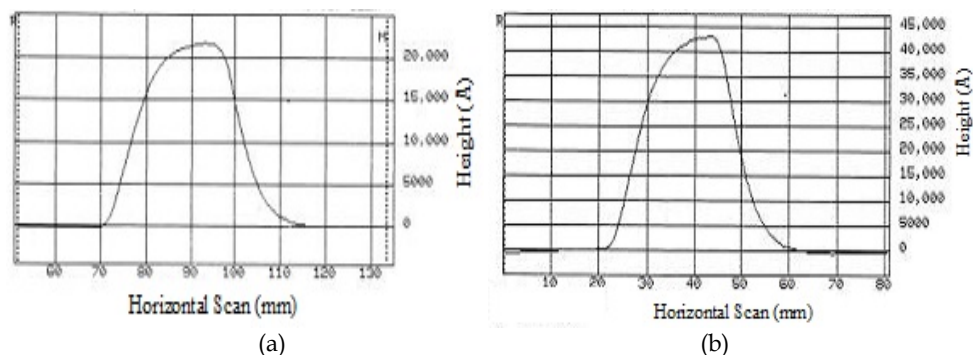 R
M
20,000
15,000
10,000
5000
0
Height (Å)
60 70 80 90 100 110 120 130
Horizontal Scan (mm)
(a)
R
45,000
40,000
35,000
30,000
25,000
20,000
15,000
10,000
5000
0
Height (Å)
10 20 30 40 50 60 70 80
Horizontal Scan (mm)
(b)